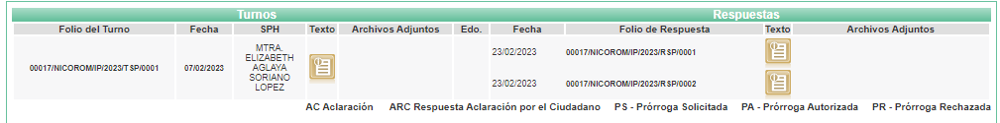 Turnos Respuestas
Folio del Turno Fecha SPH Texto Archivos Adjuntos Edo. Fecha Folio de Respuesta Texto Archivos Adjuntos
00017/NICOROM/IP/2023/TSP/0001 07/02/2023
MTRA.
ELIZABETH
AGLAYA
SORIANO
LOPEZ
23/02/2023 00017/NICOROM/IP/2023/RSP/0001
23/02/2023 00017/NICOROM/IP/2023/RSP/0002
AC Aclaración ARC Respuesta Aclaración por el Ciudadano PS - Prórroga Solicitada PA - Prórroga Autorizada PR - Prórroga Rechazada